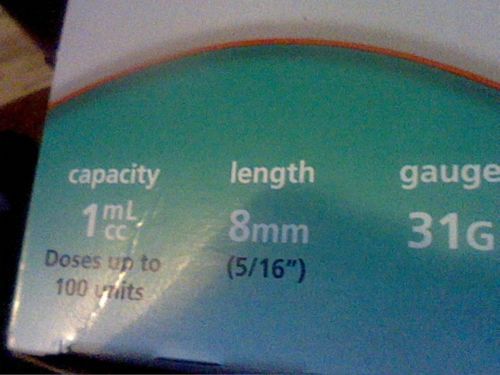 capacity length gauge
1 mL cc 8mm 31G
Doses up to (5/16")
100 units